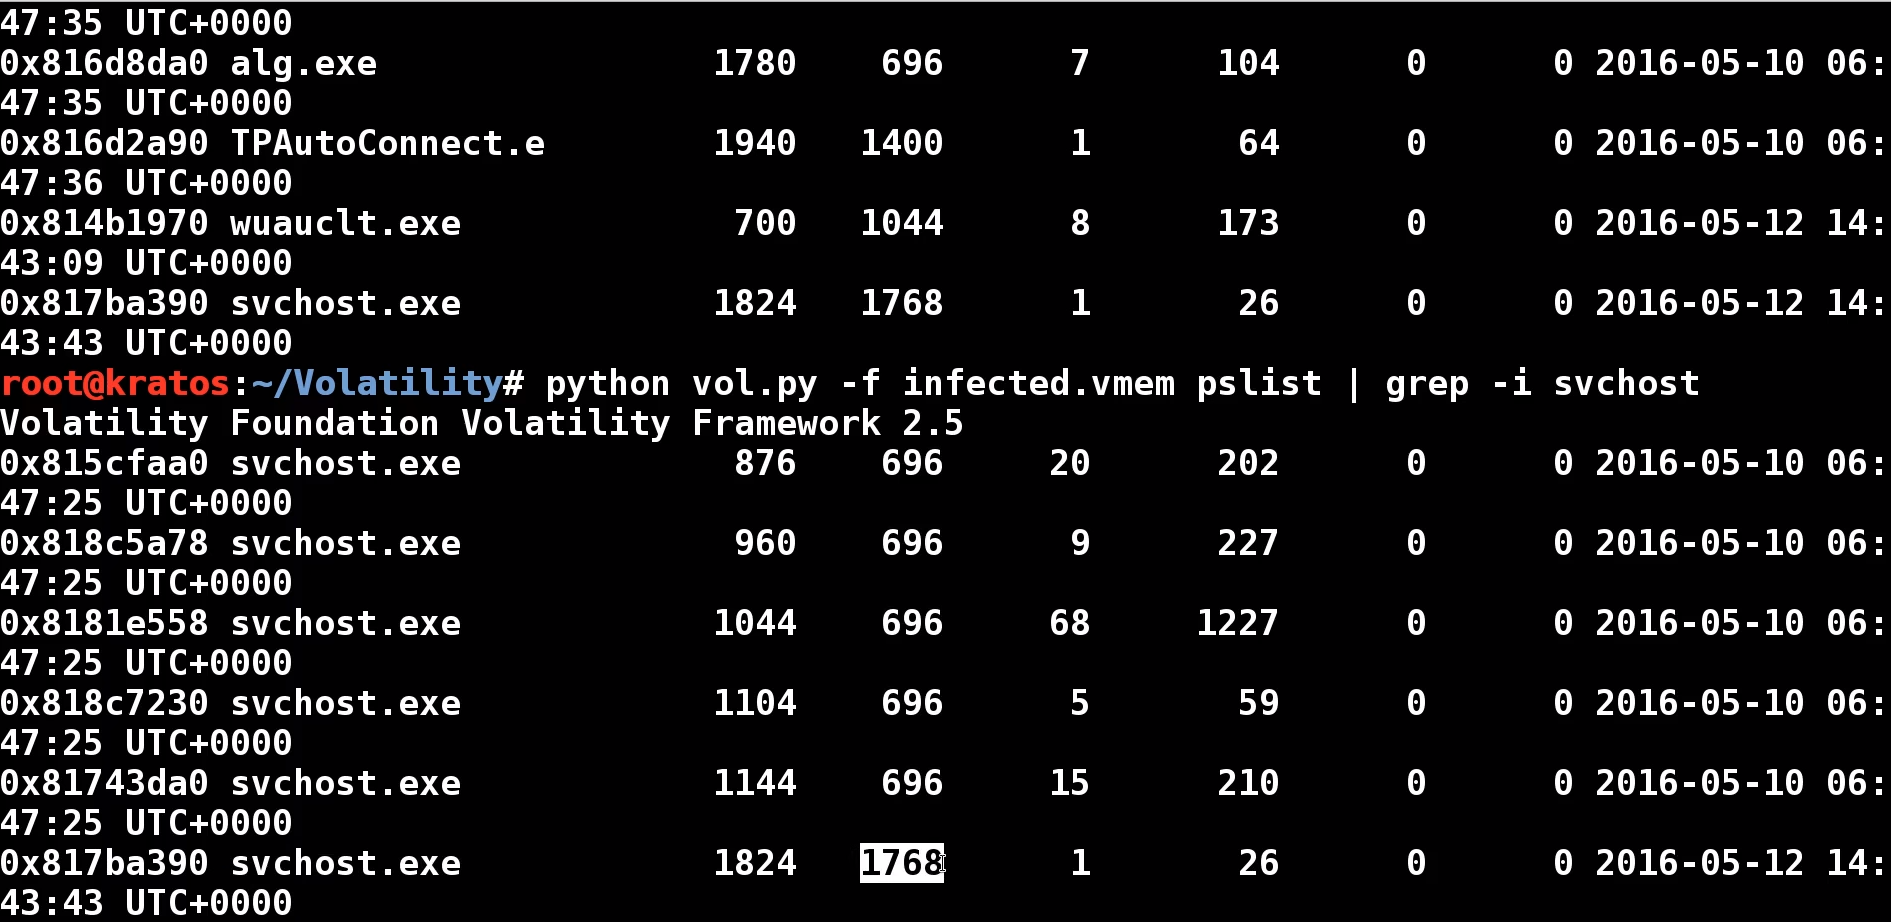 47:35 UTC+0000
0x816d8da0 alg.exe                1780    696      7      104      0      0 2016-05-10 06:
47:35 UTC+0000
0x816d2a90 TPAutoConnect.e        1940   1400      1       64      0      0 2016-05-10 06:
47:36 UTC+0000
0x814b1970 wuauclt.exe             700   1044      8      173      0      0 2016-05-12 14:
43:09 UTC+0000
0x817ba390 svchost.exe            1824   1768      1       26      0      0 2016-05-12 14:
43:43 UTC+0000
root@kratos:~/Volatility# python vol.py -f infected.vmem pslist | grep -i svchost
Volatility Foundation Volatility Framework 2.5
0x815cfaa0 svchost.exe             876    696     20      202      0      0 2016-05-10 06:
47:25 UTC+0000
0x818c5a78 svchost.exe             960    696      9      227      0      0 2016-05-10 06:
47:25 UTC+0000
0x8181e558 svchost.exe            1044    696     68     1227      0      0 2016-05-10 06:
47:25 UTC+0000
0x818c7230 svchost.exe            1104    696      5       59      0      0 2016-05-10 06:
47:25 UTC+0000
0x81743da0 svchost.exe            1144    696     15      210      0      0 2016-05-10 06:
47:25 UTC+0000
0x817ba390 svchost.exe            1824   1768      1       26      0      0 2016-05-12 14:
43:43 UTC+0000